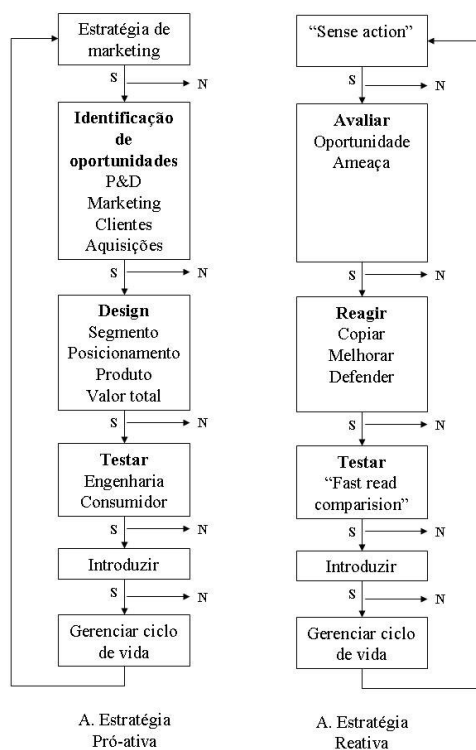 Estratégia de
marketing
S
N
Identificação
de
oportunidades
P&D
Marketing
Clientes
Aquisições
S
N
Design
Segmento
Posicionamento
Produto
Valor total
S
N
Testar
Engenharia
Consumidor
S
N
Introduzir
S
N
Gerenciar ciclo
de vida
A. Estratégia
Pró-ativa
“Sense action”
S
N
Avaliar
Oportunidade
Ameaça
S
N
Reagir
Copiar
Melhorar
Defender
S
N
Testar
“Fast read
comparision”
S
N
Introduzir
S
N
Gerenciar ciclo
de vida
A. Estratégia
Reativa